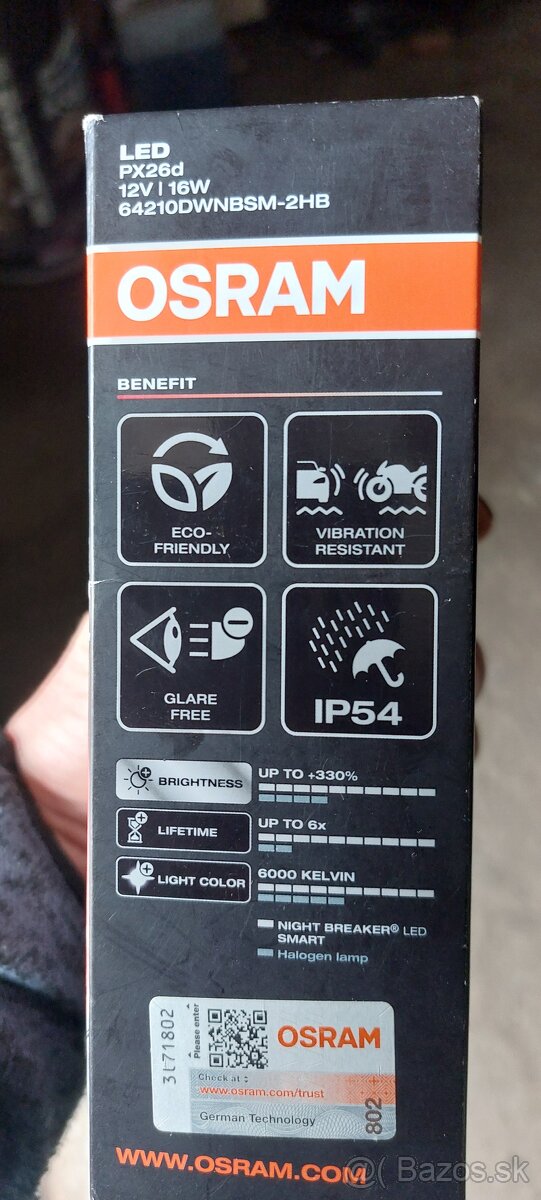 LED
PX26d
12V | 16W
64210DWNBSM-2HB
OSRAM
BENEFIT
ECO-
FRIENDLY
VIBRATION
RESISTANT
GLARE
FREE
IP54
BRIGHTNESS
UP TO +330%
LIFETIME
UP TO 6x
LIGHT COLOR
6000 KELVIN
NIGHT BREAKER® LED
SMART
Halogen lamp
Please enter
OSRAM
Check at :
www.osram.com/trust
German Technology
802
WWW.OSRAM.COM
Bazos.sk